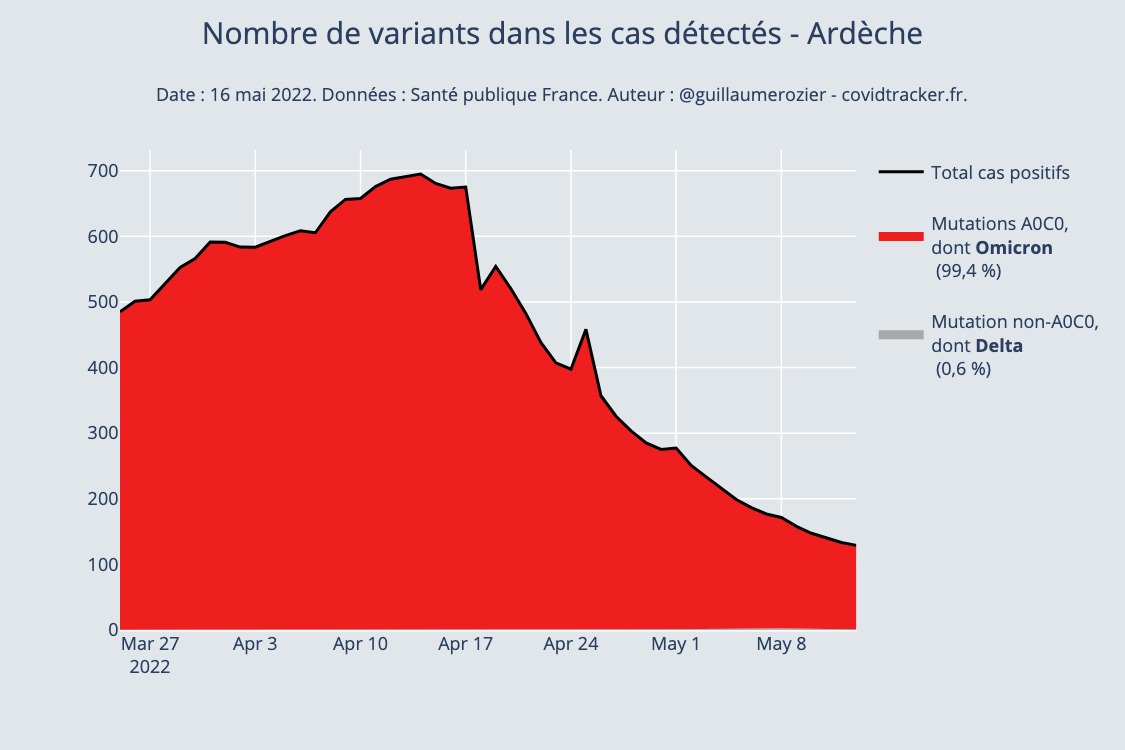 Nombre de variants dans les cas détectés - Ardèche
Date : 16 mai 2022. Données : Santé publique France. Auteur : @guillaumerozier - covidtracker.fr.
700
600
500
400
300
200
100
0
Mar 27
2022
Apr 3
Apr 10
Apr 17
Apr 24
May 1
May 8
Total cas positifs
Mutations A0C0,
dont Omicron
(99,4 %)
Mutation non-A0C0,
dont Delta
(0,6 %)